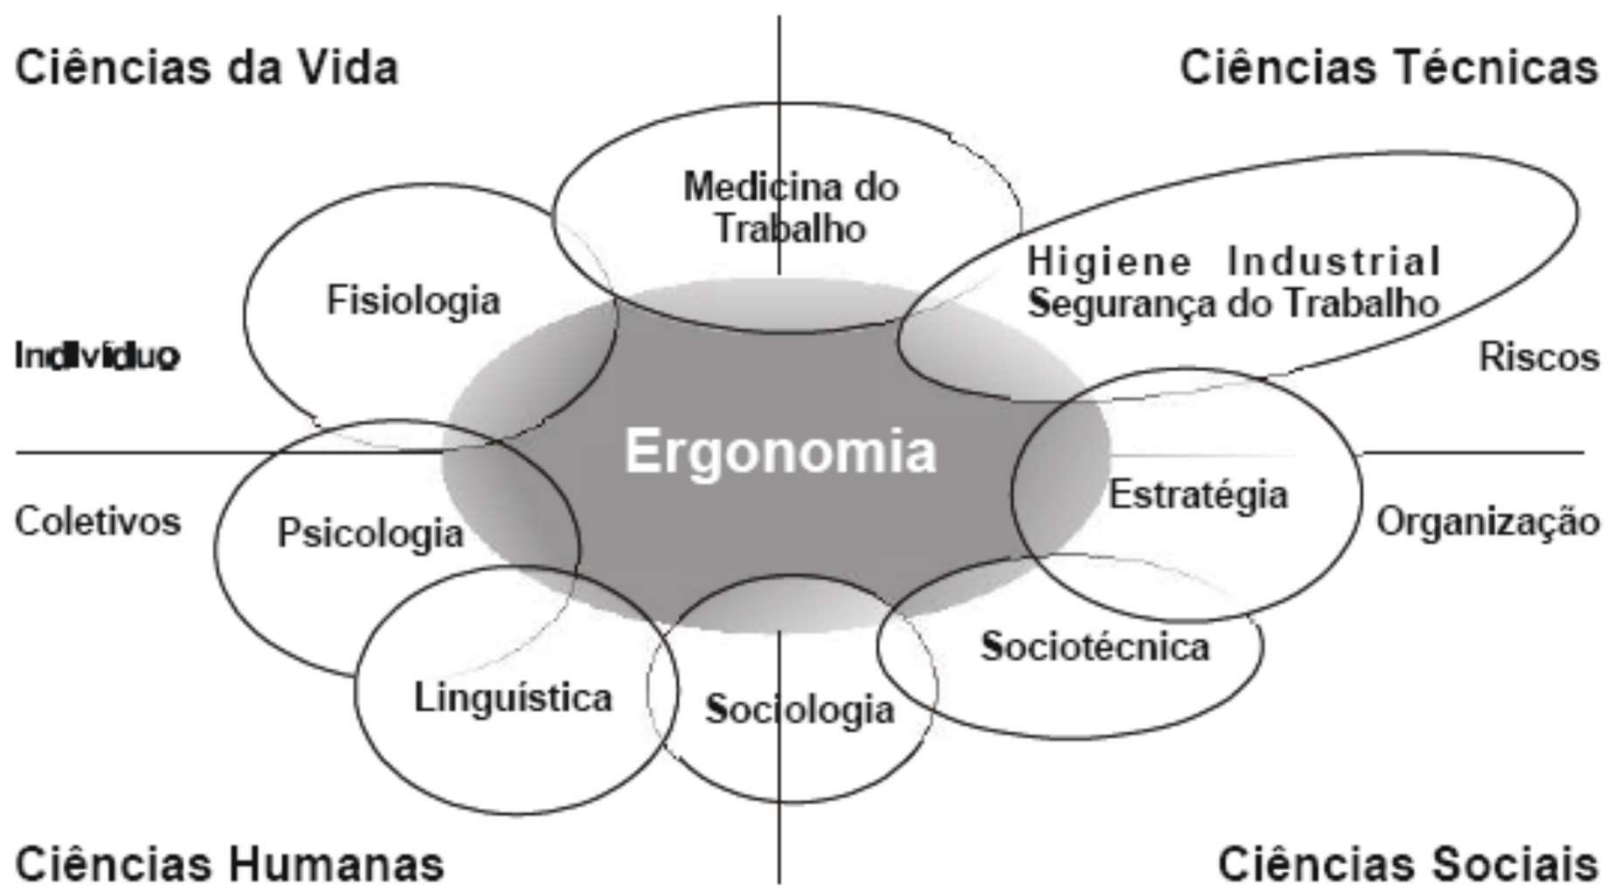 Ciências da Vida
Ciências Técnicas
Medicina do
Trabalho
Higiene Industrial
Segurança do Trabalho
Fisiologia
Indivíduo
Riscos
Ergonomia
Coletivos
Psicologia
Estratégia
Organização
Linguística
Sociologia
Sociotécnica
Ciências Humanas
Ciências Sociais